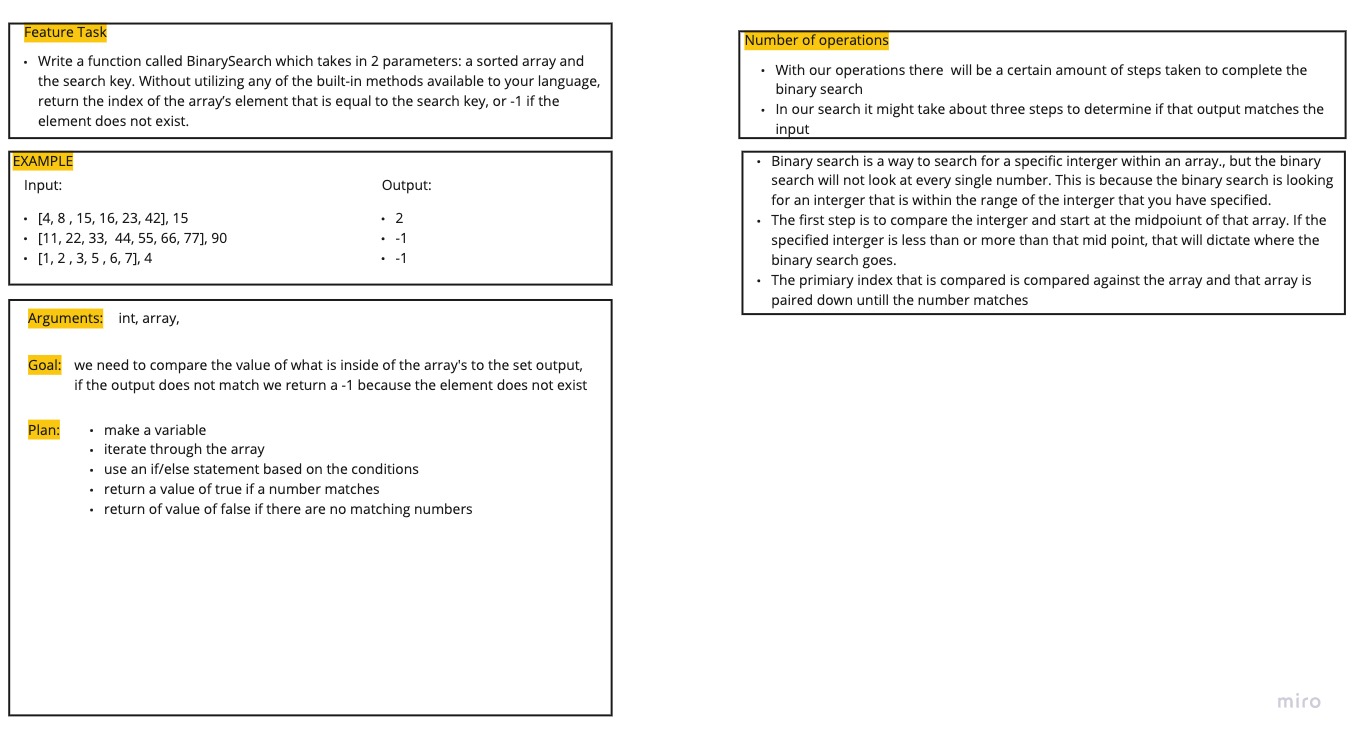 Feature Task
• Write a function called BinarySearch which takes in 2 parameters: a sorted array and
the search key. Without utilizing any of the built-in methods available to your language,
return the index of the array’s element that is equal to the search key, or -1 if the
element does not exist.
EXAMPLE
Input: Output:
• [4, 8 , 15, 16, 23, 42], 15 • 2
• [11, 22, 33, 44, 55, 66, 77], 90 • -1
• [1, 2 , 3, 5 , 6, 7], 4 • -1
Arguments: int, array,
Goal: we need to compare the value of what is inside of the array's to the set output,
if the output does not match we return a -1 because the element does not exist
Plan: • make a variable
• iterate through the array
• use an if/else statement based on the conditions
• return a value of true if a number matches
• return of value of false if there are no matching numbers
Number of operations
• With our operations there will be a certain amount of steps taken to complete the
binary search
• In our search it might take about three steps to determine if that output matches the
input
• Binary search is a way to search for a specific interger within an array., but the binary
search will not look at every single number. This is because the binary search is looking
for an interger that is within the range of the interger that you have specified.
• The first step is to compare the interger and start at the midpoiunt of that array. If the
specified interger is less than or more than that mid point, that will dictate where the
binary search goes.
• The primiary index that is compared is compared against the array and that array is
paired down untill the number matches
miro